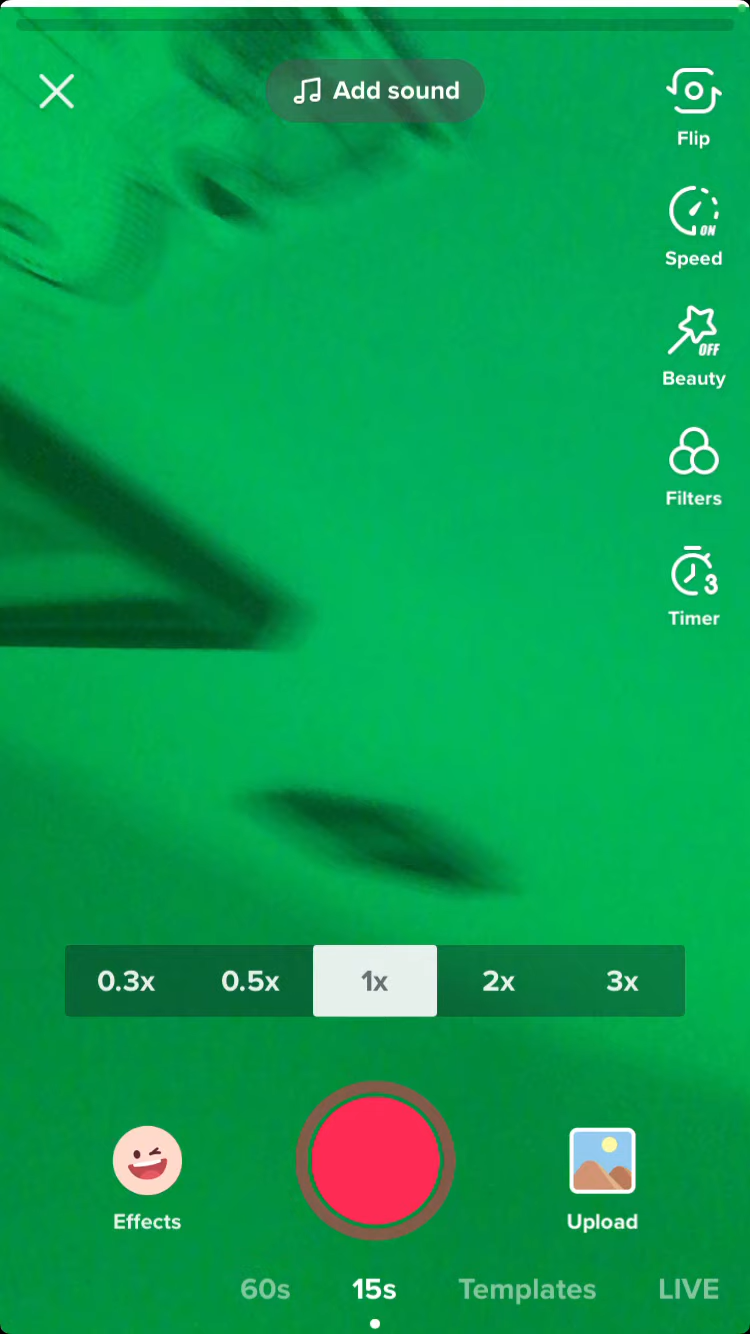 Add sound
Flip
ON
Speed
OFF
Beauty
Filters
3
Timer
0.3x 0.5x 1x 2x 3x
Effects
Upload
60s 15s Templates LIVE